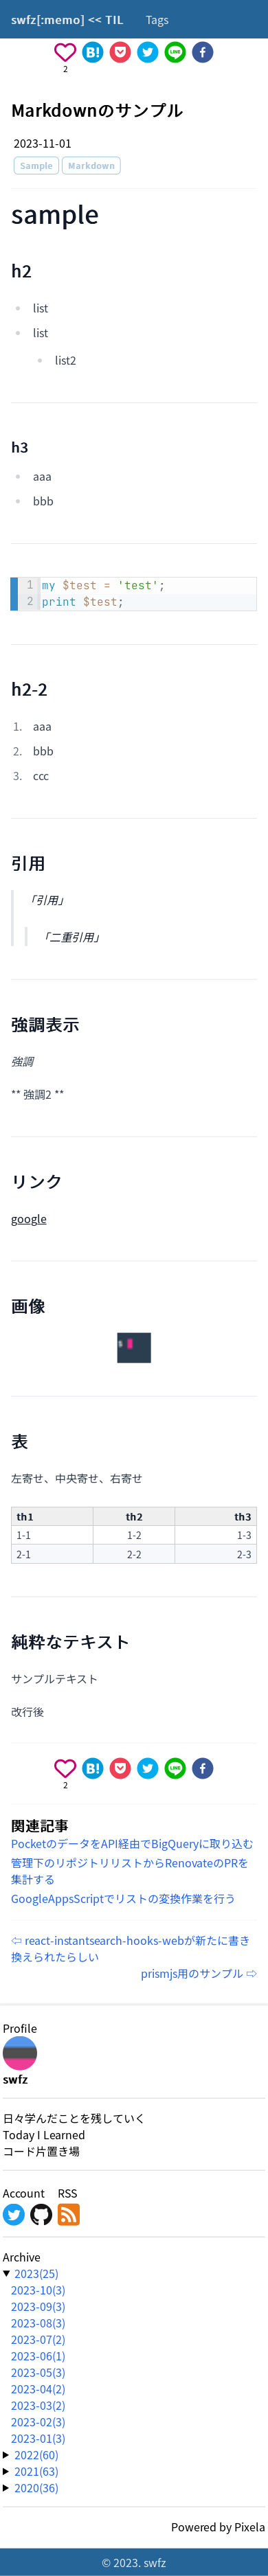 swfz[:memo] << TIL Tags
B!
2
Markdownのサンプル
2023-11-01
Sample Markdown
sample
h2
list
list
list2
h3
aaa
bbb
1 my $test = 'test';
2 print $test;
h2-2
1. aaa
2. bbb
3. ccc
引用
「引用」
「二重引用」
強調表示
強調
** 強調2 **
リンク
google
画像
$
表
左寄せ、中央寄せ、右寄せ
th1 th2 th3
1-1 1-2 1-3
2-1 2-2 2-3
純粋なテキスト
サンプルテキスト
改行後
B!
2
関連記事
PocketのデータをAPI経由でBigQueryに取り込む
管理下のリポジトリリストからRenovateのPRを
集計する
GoogleAppsScriptでリストの変換作業を行う
⇦ react-instantsearch-hooks-webが新たに書き
換えられたらしい
prismjs用のサンプル ⇨
Profile
swfz
日々学んだことを残していく
Today I Learned
コード片置き場
Account RSS
Archive
▼ 2023(25)
2023-10(3)
2023-09(3)
2023-08(3)
2023-07(2)
2023-06(1)
2023-05(3)
2023-04(2)
2023-03(2)
2023-02(3)
2023-01(3)
▶ 2022(60)
▶ 2021(63)
▶ 2020(36)
Powered by Pixela
© 2023. swfz